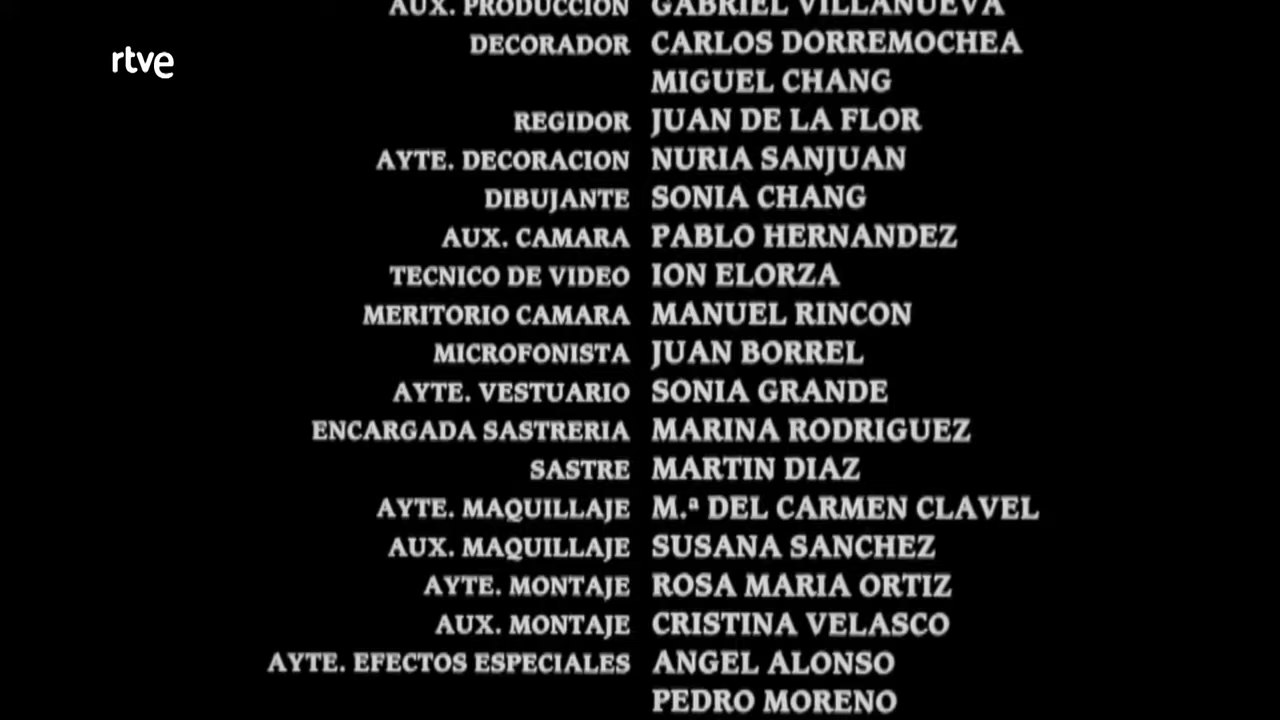 AUX. PRODUCCION GABRIEL VILLANUEVA
rtve
DECORADOR CARLOS DORREMOCHEA
MIGUEL CHANG
REGIDOR JUAN DE LA FLOR
AYTE. DECORACION NURIA SANJUAN
DIBUJANTE SONIA CHANG
AUX. CAMARA PABLO HERNANDEZ
TECNICO DE VIDEO ION ELORZA
MERITORIO CAMARA MANUEL RINCON
MICROFONISTA JUAN BORREL
AYTE. VESTUARIO SONIA GRANDE
ENCARGADA SASTRERIA MARINA RODRIGUEZ
SASTRE MARTIN DIAZ
AYTE. MAQUILLAJE M.ª DEL CARMEN CLAVEL
AUX. MAQUILLAJE SUSANA SANCHEZ
AYTE. MONTAJE ROSA MARIA ORTIZ
AUX. MONTAJE CRISTINA VELASCO
AYTE. EFECTOS ESPECIALES ANGEL ALONSO
PEDRO MORENO